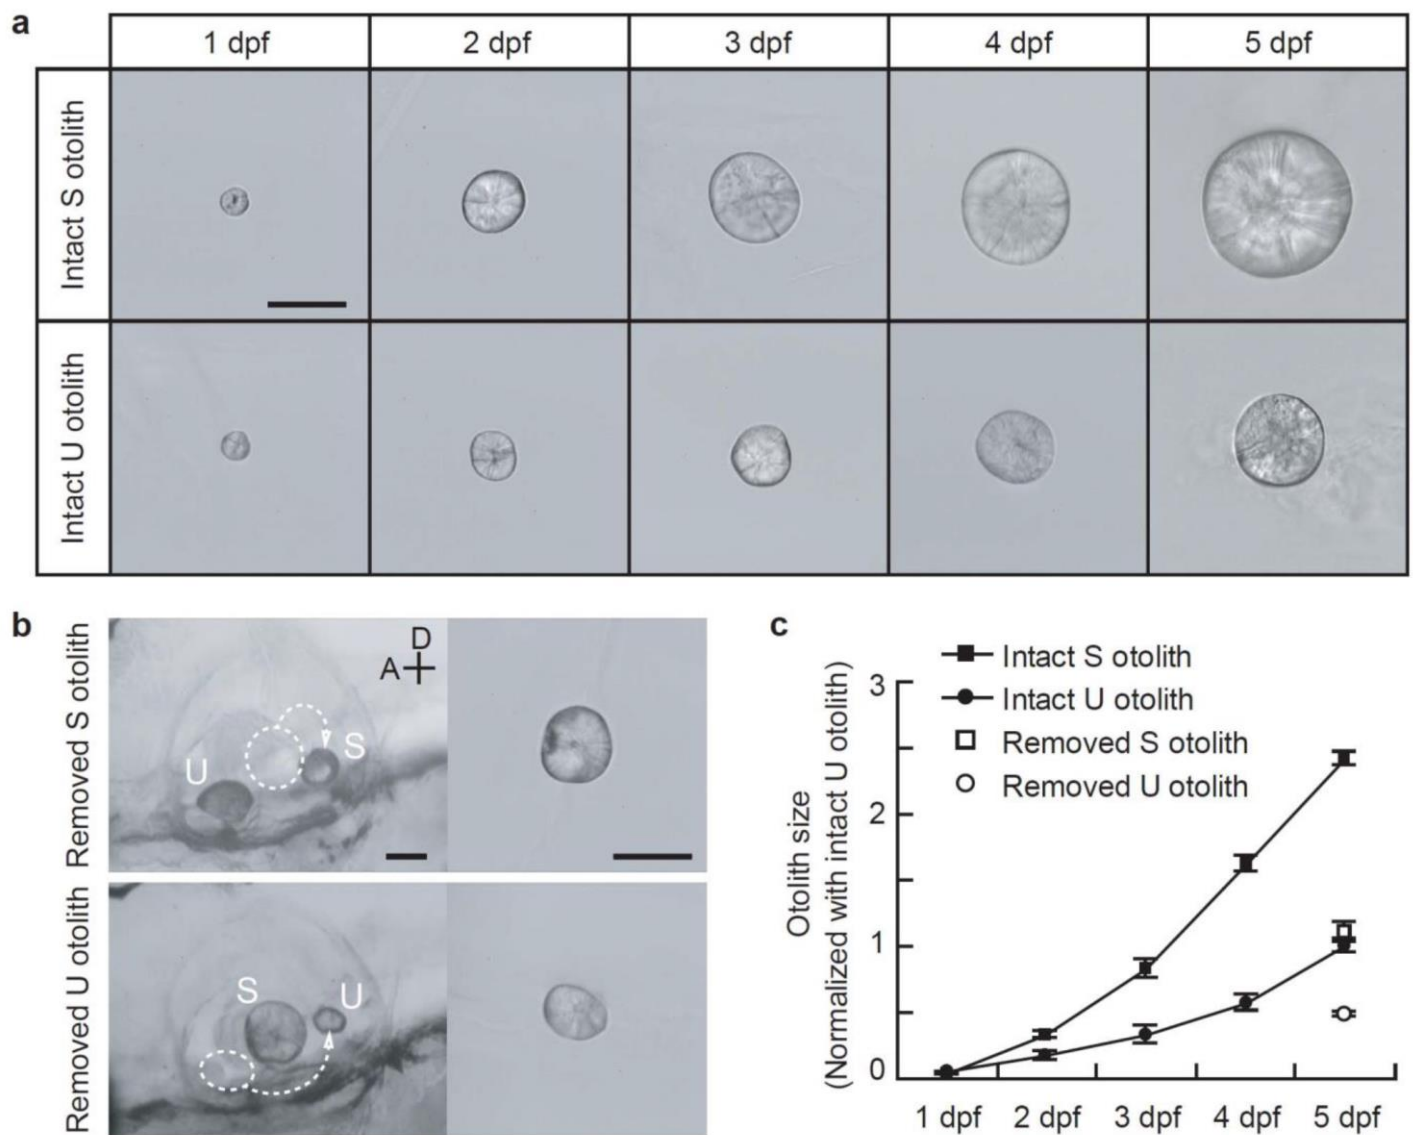 a
1 dpf 2 dpf 3 dpf 4 dpf 5 dpf
Intact S otolith
Intact U otolith
b
Removed S otolith
D
A
U
S
Removed U otolith
S
U
c
Intact S otolith
Intact U otolith
Removed S otolith
Removed U otolith
Otolith size
(Normalized with intact U otolith)
3
2
1
0
1 dpf 2 dpf 3 dpf 4 dpf 5 dpf